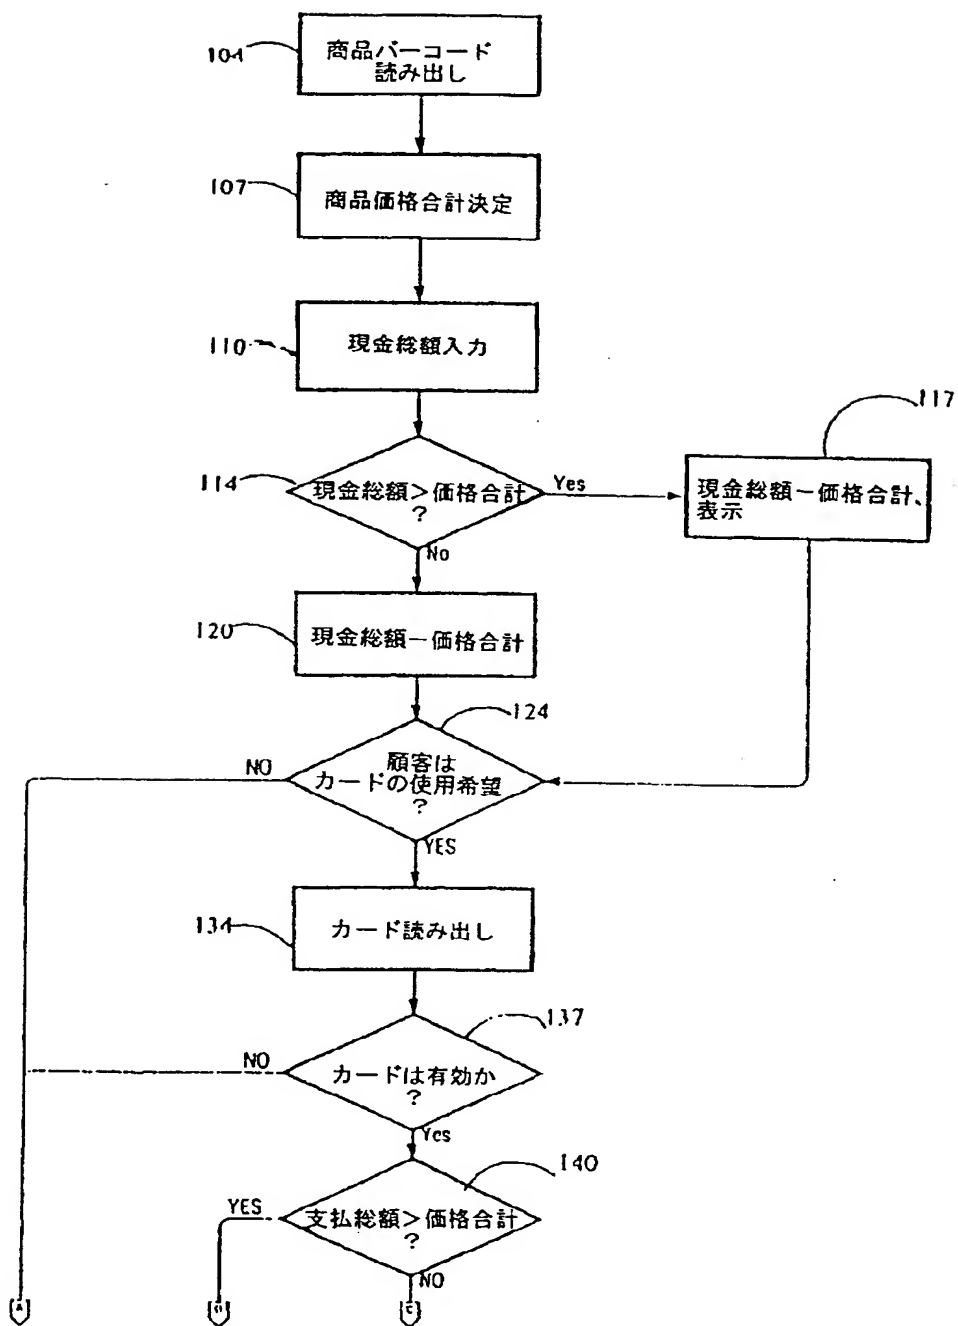 104
商品バーコード
読み出し
107
商品価格合計決定
110
現金総額入力
117
114
現金総額>価格合計
?
Yes
現金総額-価格合計、
表示
No
120
現金総額-価格合計
124
NO
顧客は
カードの使用希望
?
YES
134
カード読み出し
137
NO
カードは有効か
?
Yes
140
YES
支払総額>価格合計
?
NO
A